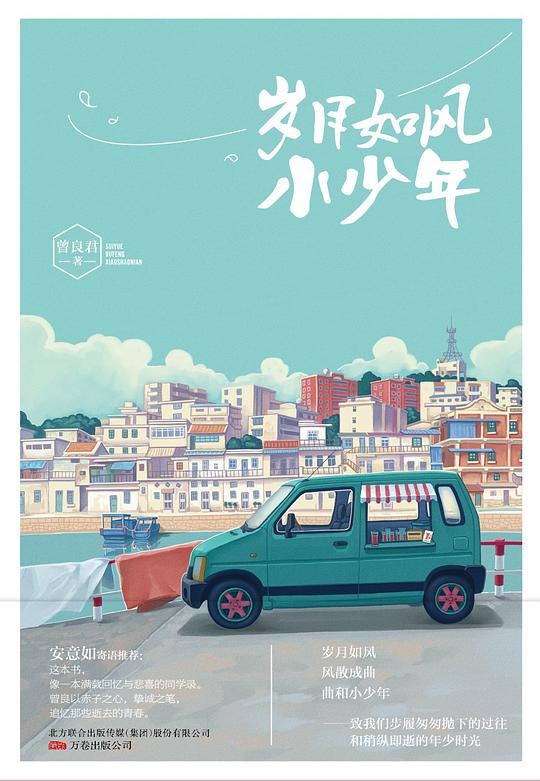 岁月如风
小少年
曾良君
著
SUIYUE
RUFENG
XIAOSHAONIAN
安意如寄语推荐:
这本书,
像一本满载回忆与悲喜的同学录。
曾良以赤子之心,挚诚之笔,
追忆那些逝去的青春。
北方联合出版传媒(集团)股份有限公司
万卷出版公司
岁月如风
风散成曲
曲和小少年
——致我们步履匆匆抛下的过往
和稍纵即逝的年少时光